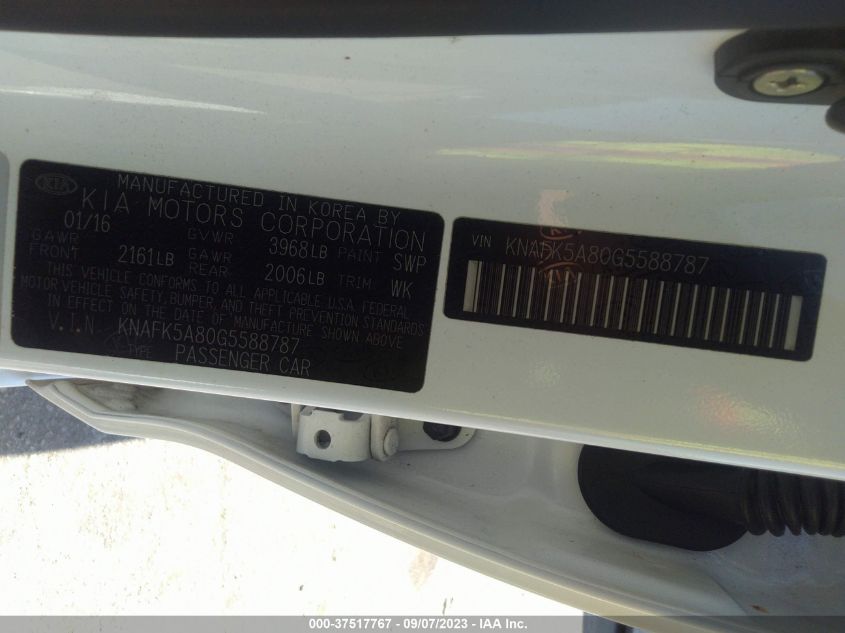 KIA
MANUFACTURED IN KOREA BY
KIA MOTORS CORPORATION
01/16 GVWR 3968LB PAINT SWP
GAWR FRONT 2161LB GAWR REAR 2006LB TRIM WK
THIS VEHICLE CONFORMS TO ALL APPLICABLE U.S.A. FEDERAL
MOTOR VEHICLE SAFETY, BUMPER, AND THEFT PREVENTION STANDARDS
IN EFFECT ON THE DATE OF MANUFACTURE SHOWN ABOVE.
V.I.N. KNAFK5A80G5588787
TYPE PASSENGER CAR
VIN KNAFK5A80G5588787
000-37517767 - 09/07/2023 - © IAA Inc.